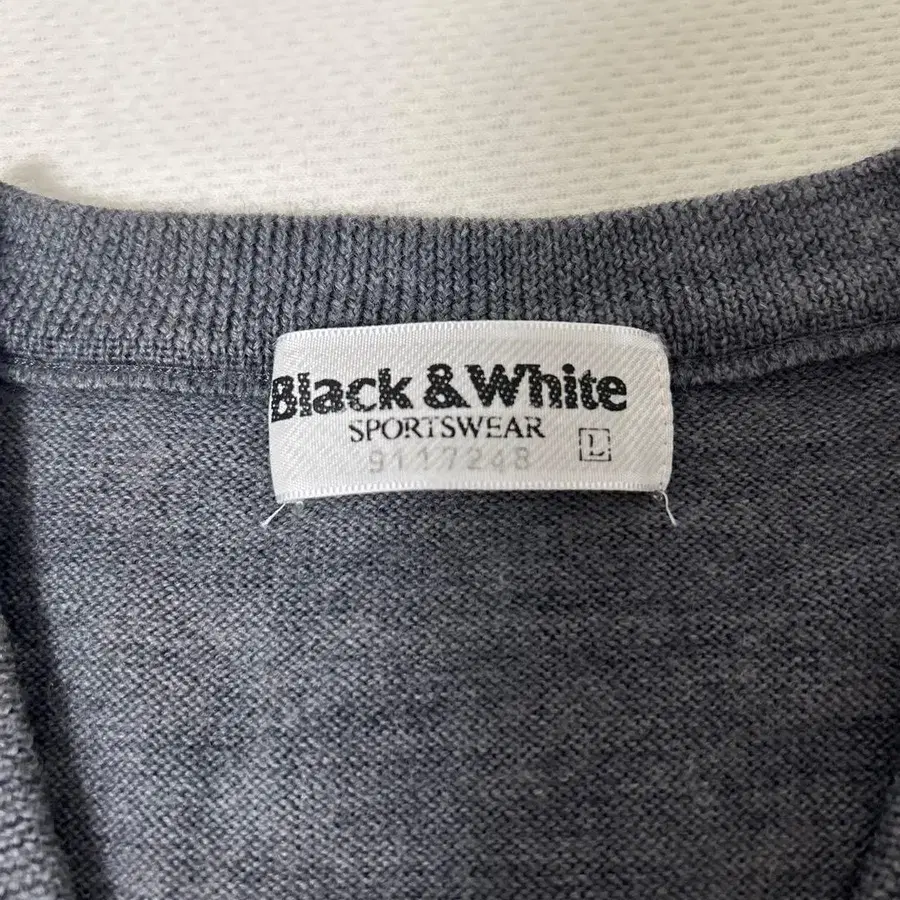 Black & White
SPORTSWEAR
9117248
L